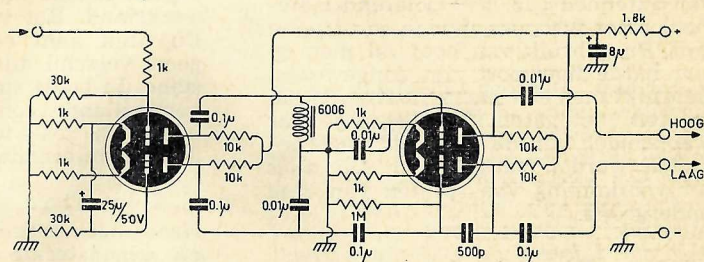 1.8k
+
8µ
+
1k
30k
0.01µ
1k
0.1µ
6006
1k
0.01µ
HOOG
10k
10k
LAAG
10k
10k
1k
1k
25µ/50V
+
0.1µ
0.01µ
1M
30k
0.1µ
500p
0.1µ
-